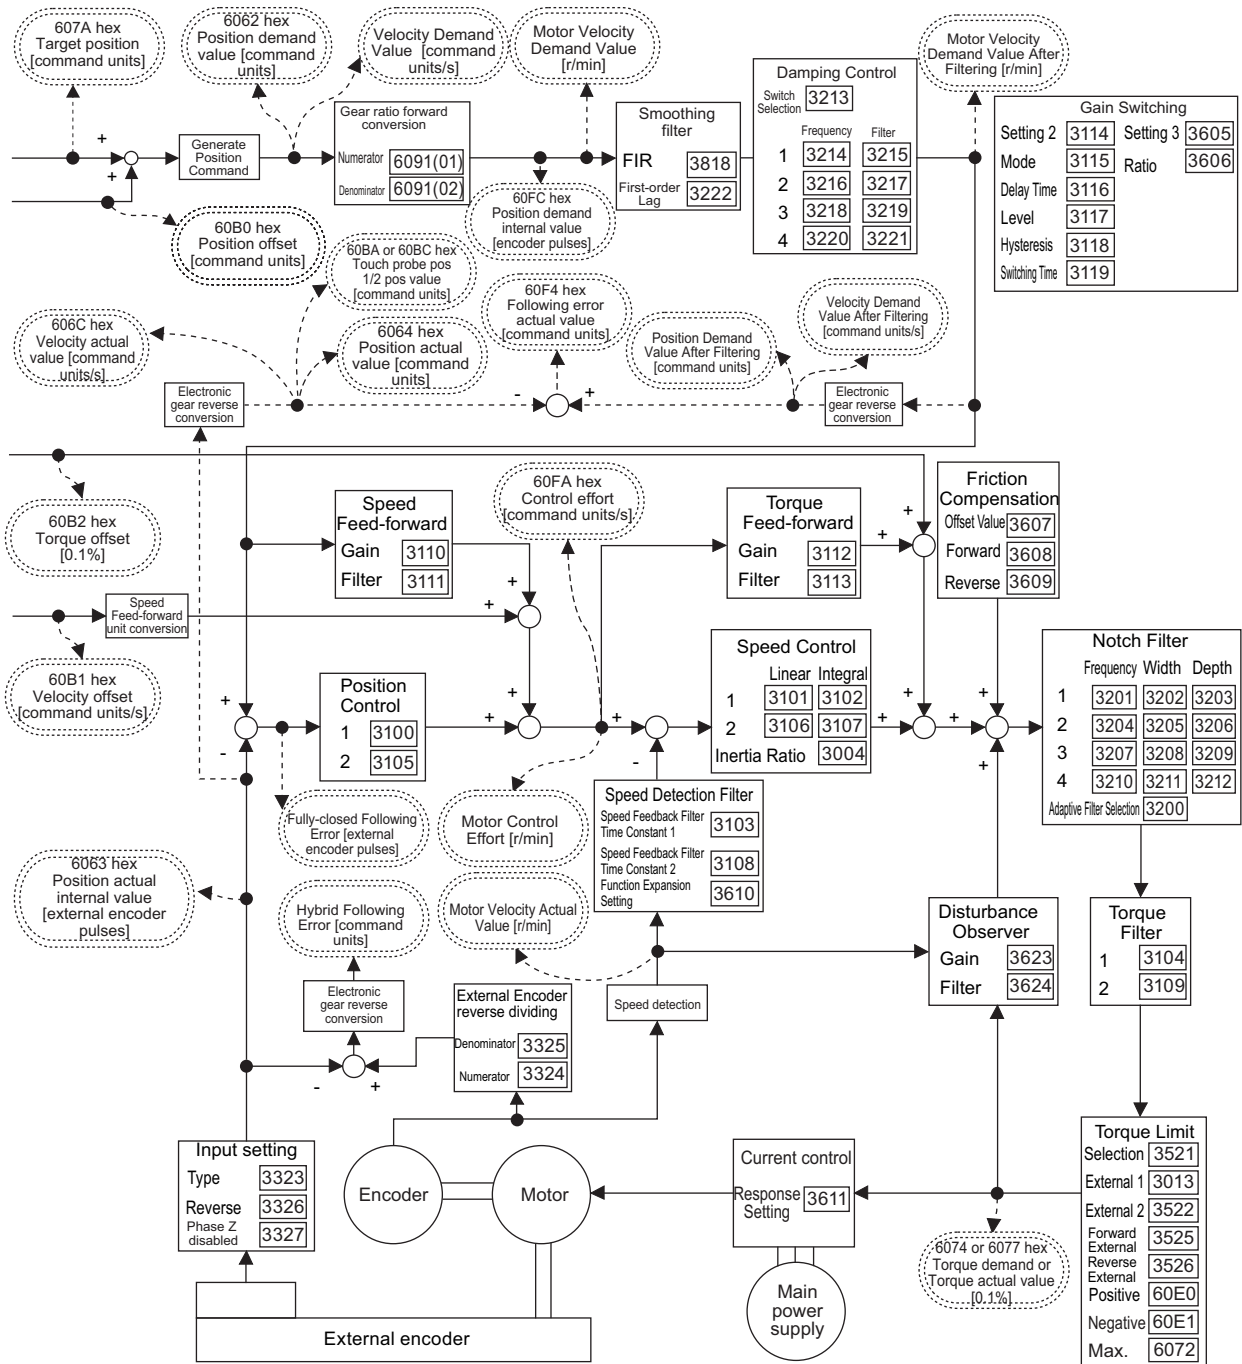 607A hex
Target position
[command units]
6062 hex
Position demand
value [command
units]
Velocity Demand
Value [command
units/s]
Motor Velocity
Demand Value
[r/min]
Motor Velocity
Demand Value After
Filtering [r/min]
Generate
Position
Command
Gear ratio forward
conversion
Numerator 6091(01)
Denominator 6091(02)
Smoothing
filter
FIR 3818
First-order
Lag 3222
Damping Control
Switch
Selection 3213
Frequency Filter
1 3214 3215
2 3216 3217
3 3218 3219
4 3220 3221
Gain Switching
Setting 2 3114 Setting 3 3605
Mode 3115 Ratio 3606
Delay Time 3116
Level 3117
Hysteresis 3118
Switching Time 3119
+
+
60B0 hex
Position offset
[command units]
60FC hex
Position demand
internal value
[encoder pulses]
60BA or 60BC hex
Touch probe pos
1/2 pos value
[command units]
606C hex
Velocity actual
value [command
units/s]
6064 hex
Position actual
value [command
units]
60F4 hex
Following error
actual value
[command units]
Position Demand
Value After Filtering
[command units]
Velocity Demand
Value After Filtering
[command units/s]
Electronic
gear reverse
conversion
-
+
Electronic
gear reverse
conversion
60B2 hex
Torque offset
[0.1%]
Speed
Feed-forward
Gain 3110
Filter 3111
60FA hex
Control effort
[command units/s]
Torque
Feed-forward
Gain 3112
Filter 3113
+
+
Friction
Compensation
Offset Value 3607
Forward 3608
Reverse 3609
Speed
Feed-forward
unit conversion
+
+
60B1 hex
Velocity offset
[command units/s]
+
-
Position
Control
1 3100
2 3105
+
+
+
-
Speed Control
Linear Integral
1 3101 3102
2 3106 3107
Inertia Ratio 3004
+
+
+
+
+
Notch Filter
Frequency Width Depth
1 3201 3202 3203
2 3204 3205 3206
3 3207 3208 3209
4 3210 3211 3212
Adaptive Filter Selection 3200
Fully-closed Following
Error [external
encoder pulses]
Motor Control
Effort [r/min]
Speed Detection Filter
Speed Feedback Filter
Time Constant 1 3103
Speed Feedback Filter
Time Constant 2 3108
Function Expansion
Setting 3610
6063 hex
Position actual
internal value
[external encoder
pulses]
Hybrid Following
Error [command
units]
Motor Velocity Actual
Value [r/min]
Disturbance
Observer
Gain 3623
Filter 3624
Torque
Filter
1 3104
2 3109
Electronic
gear reverse
conversion
External Encoder
reverse dividing
Denominator 3325
Numerator 3324
Speed detection
-
+
Input setting
Type 3323
Reverse 3326
Phase Z
disabled 3327
Encoder
Motor
Current control
Response
Setting 3611
Torque Limit
Selection 3521
External 1 3013
External 2 3522
Forward
External 3525
Reverse
External 3526
Positive 60E0
Negative 60E1
Max. 6072
6074 or 6077 hex
Torque demand or
Torque actual value
[0.1%]
Main
power
supply
External encoder